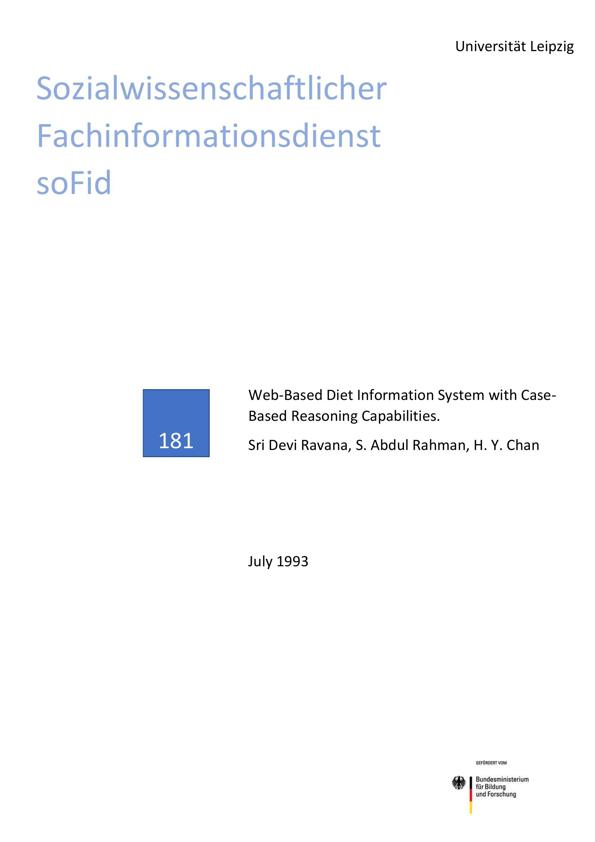 Universität Leipzig
Sozialwissenschaftlicher
Fachinformationsdienst
soFid
181
Web-Based Diet Information System with Case-
Based Reasoning Capabilities.
Sri Devi Ravana, S. Abdul Rahman, H. Y. Chan
July 1993
GEFÖRDERT VOM
Bundesministerium
für Bildung
und Forschung